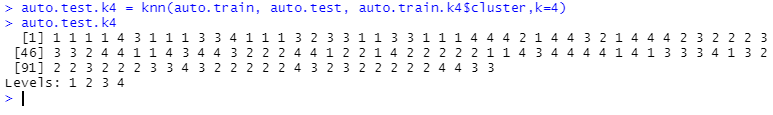 > auto.test.k4 = knn(auto.train, auto.test, auto.train.k4$cluster,k=4)
> auto.test.k4
[1] 1 1 1 1 4 3 1 1 1 3 3 4 1 1 1 3 2 3 3 1 1 3 3 1 1 1 4 4 4 2 1 4 4 3 2 1 4 4 4 2 3 2 2 2 3
[46] 3 3 2 4 4 1 1 4 3 4 4 3 2 2 2 4 4 1 2 2 1 4 2 2 2 2 2 1 1 4 3 4 4 4 4 1 4 1 3 3 3 4 1 3 2
[91] 2 2 3 2 2 2 3 3 4 3 2 2 2 2 2 4 3 2 3 2 2 2 2 2 4 4 3 3
Levels: 1 2 3 4
>